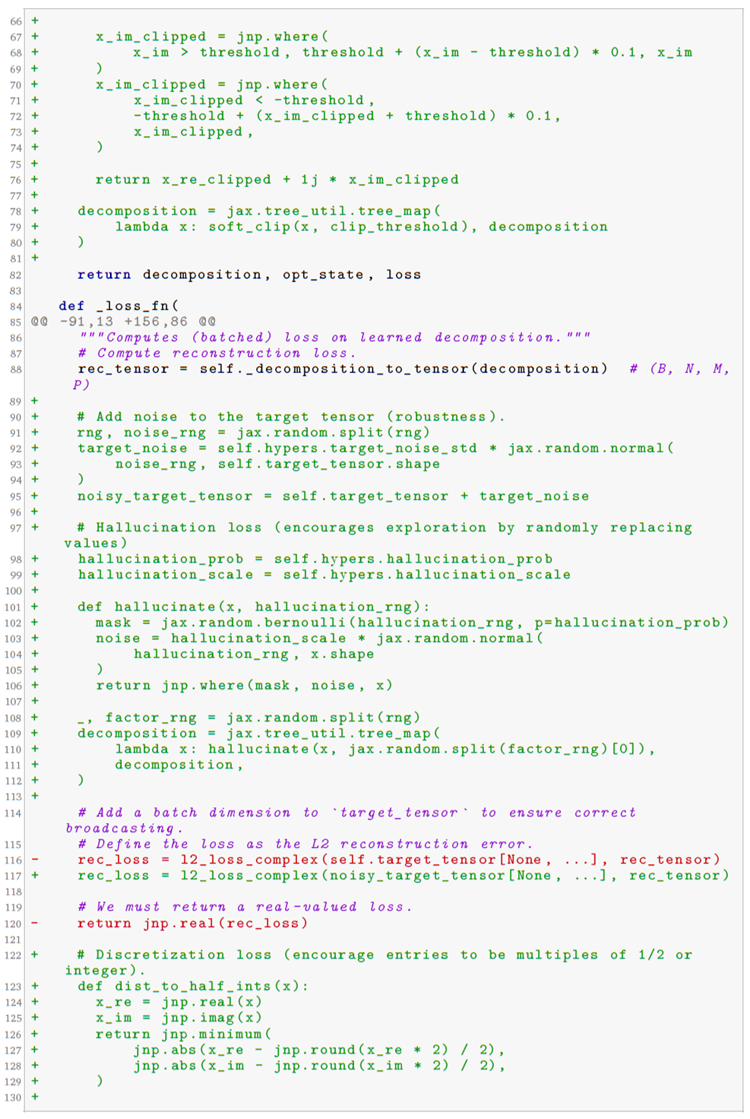 66 +
67 + x_im_clipped = jnp.where(
68 + x_im > threshold, threshold + (x_im - threshold) * 0.1, x_im
69 + )
70 + x_im_clipped = jnp.where(
71 + x_im_clipped < -threshold,
72 + -threshold + (x_im_clipped + threshold) * 0.1,
73 + x_im_clipped,
74 + )
75 +
76 + return x_re_clipped + 1j * x_im_clipped
77 +
78 + decomposition = jax.tree_util.tree_map(
79 + lambda x: soft_clip(x, clip_threshold), decomposition
80 + )
81 +
82 return decomposition, opt_state, loss
83
84 def _loss_fn(
85 @@ -91,13 +156,86 @@
86 """Computes (batched) loss on learned decomposition."""
87 # Compute reconstruction loss.
88 rec_tensor = self._decomposition_to_tensor(decomposition) # (B, N, M,
P)
89 +
90 + # Add noise to the target tensor (robustness).
91 + rng, noise_rng = jax.random.split(rng)
92 + target_noise = self.hypers.target_noise_std * jax.random.normal(
93 + noise_rng, self.target_tensor.shape
94 + )
95 + noisy_target_tensor = self.target_tensor + target_noise
96 +
97 + # Hallucination loss (encourages exploration by randomly replacing
values)
98 + hallucination_prob = self.hypers.hallucination_prob
99 + hallucination_scale = self.hypers.hallucination_scale
100 +
101 + def hallucinate(x, hallucination_rng):
102 + mask = jax.random.bernoulli(hallucination_rng, p=hallucination_prob)
103 + noise = hallucination_scale * jax.random.normal(
104 + hallucination_rng, x.shape
105 + )
106 + return jnp.where(mask, noise, x)
107 +
108 + _, factor_rng = jax.random.split(rng)
109 + decomposition = jax.tree_util.tree_map(
110 + lambda x: hallucinate(x, jax.random.split(factor_rng)[0]),
111 + decomposition,
112 + )
113 +
114 # Add a batch dimension to `target_tensor` to ensure correct
broadcasting.
115 # Define the loss as the L2 reconstruction error.
116 - rec_loss = l2_loss_complex(self.target_tensor[None, ...], rec_tensor)
117 + rec_loss = l2_loss_complex(noisy_target_tensor[None, ...], rec_tensor)
118
119 # We must return a real-valued loss.
120 - return jnp.real(rec_loss)
121
122 + # Discretization loss (encourage entries to be multiples of 1/2 or
integer).
123 + def dist_to_half_ints(x):
124 + x_re = jnp.real(x)
125 + x_im = jnp.imag(x)
126 + return jnp.minimum(
127 + jnp.abs(x_re - jnp.round(x_re * 2) / 2),
128 + jnp.abs(x_im - jnp.round(x_im * 2) / 2),
129 + )
130 +